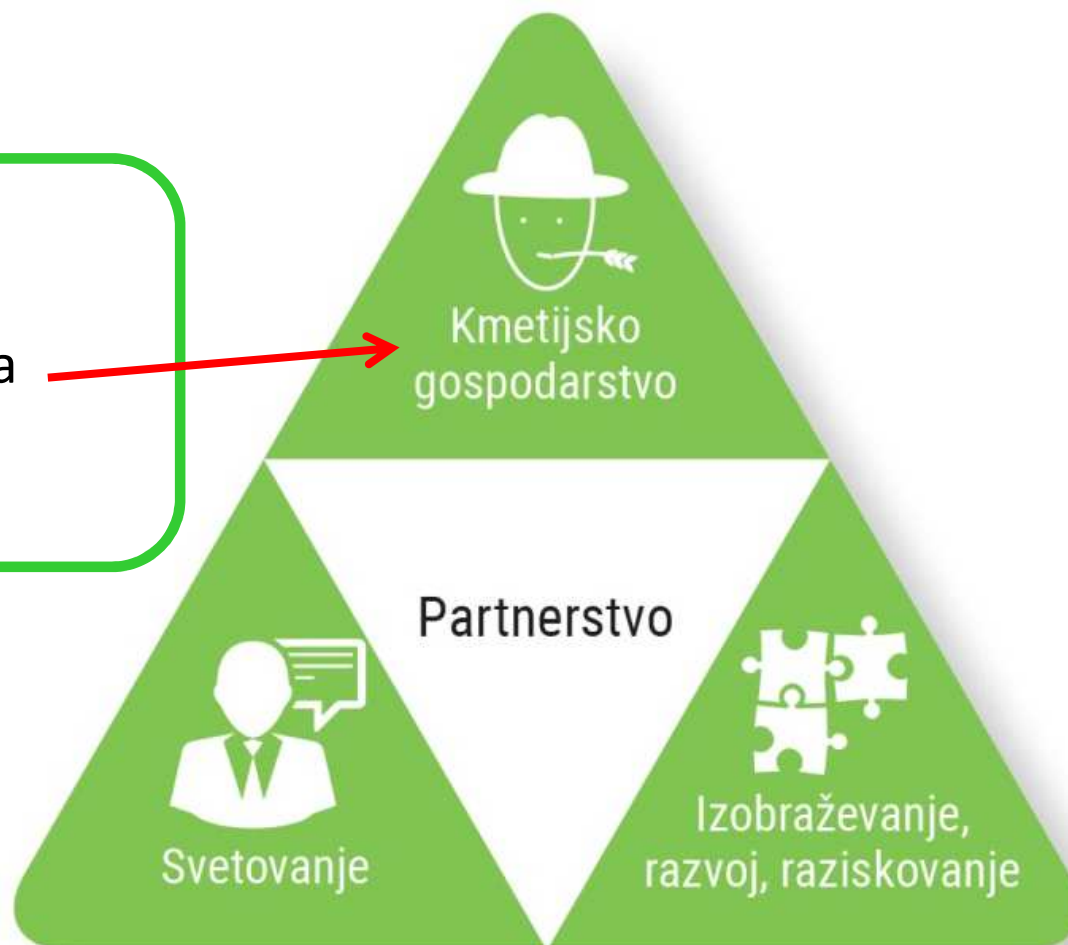 a
Kmetijsko
gospodarstvo
Partnerstvo
Svetovanje
Izobraževanje,
razvoj, raziskovanje